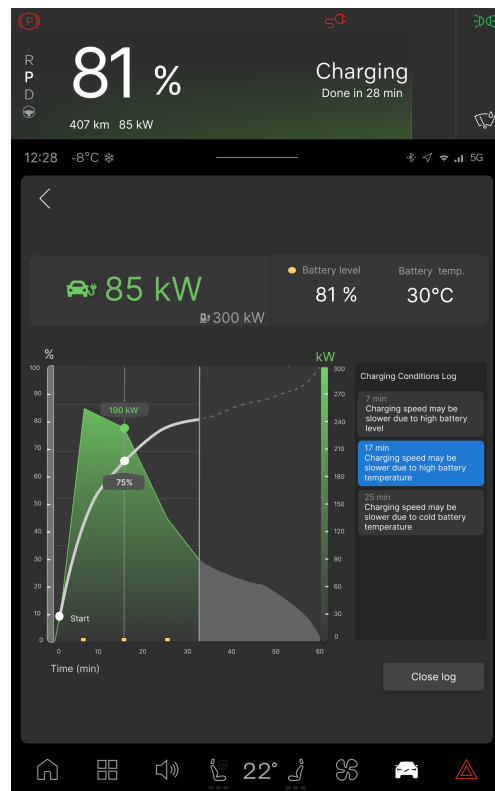 (P)
R
P
D
81 %
407 km 85 kW
Charging
Done in 28 min
12:28 -8°C
5G
85 kW
300 kW
Battery level
81 %
Battery temp.
30°C
%
kW
100
90
80
70
60
50
40
30
20
10
0
190 kW
75%
Start
0 10 20 30 40 50 60
Time (min)
300
270
240
210
180
150
120
90
60
30
0
Charging Conditions Log
7 min
Charging speed may be
slower due to high battery
level
17 min
Charging speed may be
slower due to high battery
temperature
25 min
Charging speed may be
slower due to cold battery
temperature
Close log
22°